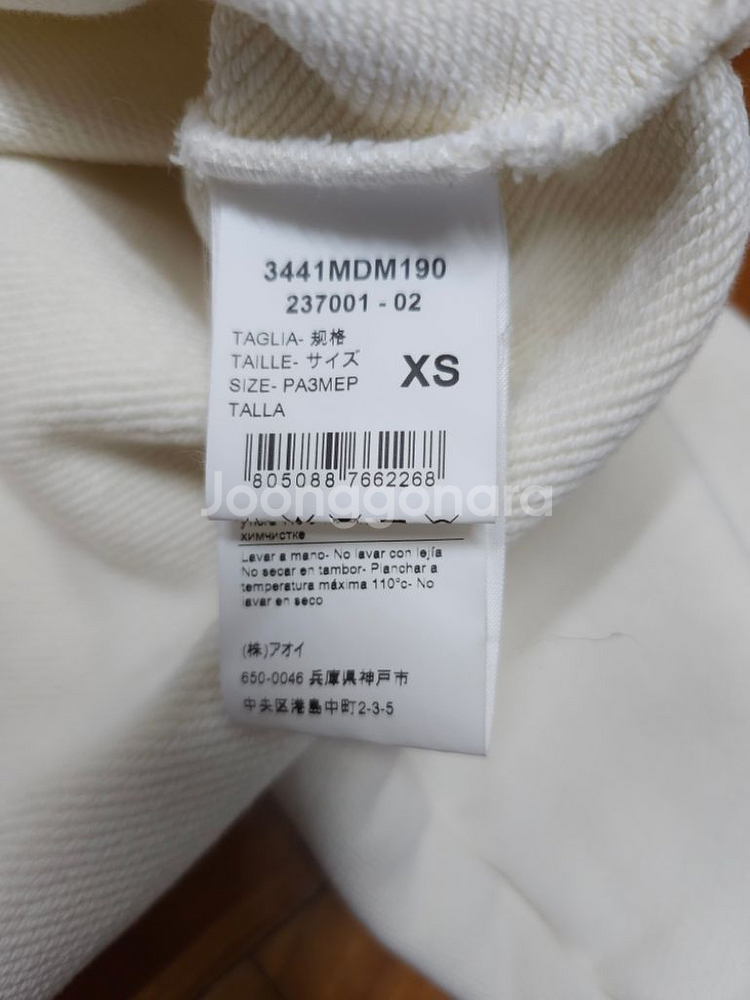 3441MDM190
237001 - 02
TAGLIA- 规格
TAILLE- サイズ
SIZE- РАЗМЕР
TALLA
XS
805088 7662268
Joonggonara
химчистке
Lavar a mano- No lavar con lejía
No secar en tambor- Planchar a
temperatura máxima 110°c- No
lavar en seco
(株)アオイ
650-0046 兵庫県神戸市
中央区港島中町2-3-5